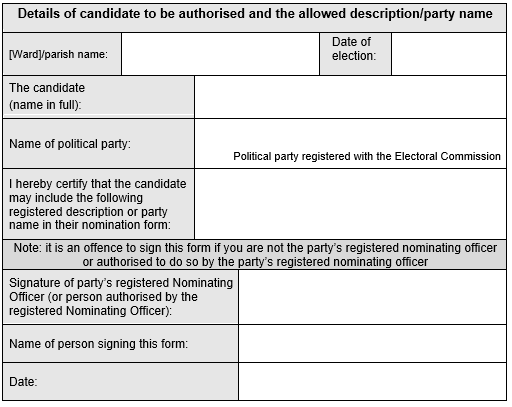 Details of candidate to be authorised and the allowed description/party name
[Ward]/parish name:
Date of
election:
The candidate
(name in full):
Name of political party:
Political party registered with the Electoral Commission
I hereby certify that the candidate
may include the following
registered description or party
name in their nomination form:
Note: it is an offence to sign this form if you are not the party's registered nominating officer
or authorised to do so by the party's registered nominating officer
Signature of party's registered Nominating
Officer (or person authorised by the
registered Nominating Officer):
Name of person signing this form:
Date: